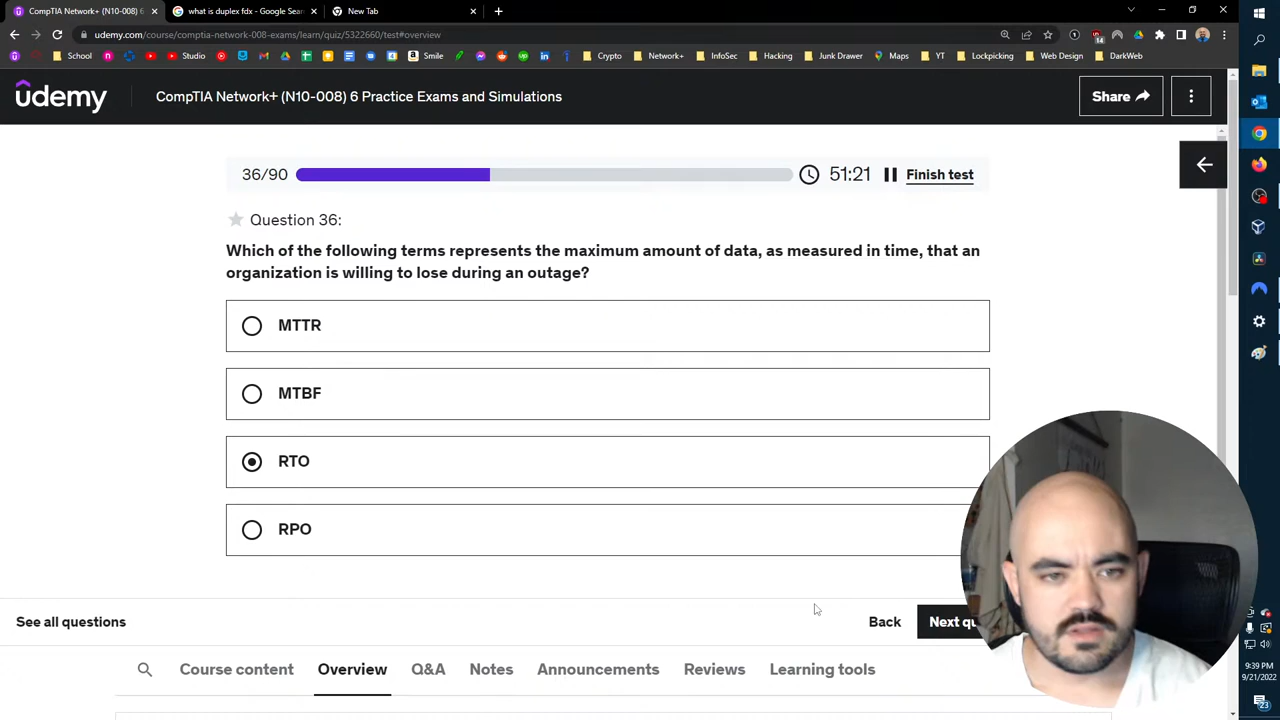 CompTIA Network+ (N10-008) 6
what is duplex fdx - Google Sear
New Tab
udemy.com/course/comptia-network-008-exams/learn/quiz/5322660/test#overview
School
Studio
Smile
Crypto
Network+
InfoSec
Hacking
Junk Drawer
Maps
YT
Lockpicking
Web Design
DarkWeb
ûdemy
CompTIA Network+ (N10-008) 6 Practice Exams and Simulations
Share
36/90
51:21
Finish test
Question 36:
Which of the following terms represents the maximum amount of data, as measured in time, that an
organization is willing to lose during an outage?
MTTR
MTBF
RTO
RPO
See all questions
Back
Next qu
Course content
Overview
Q&A
Notes
Announcements
Reviews
Learning tools
9:39 PM
9/21/2022
23